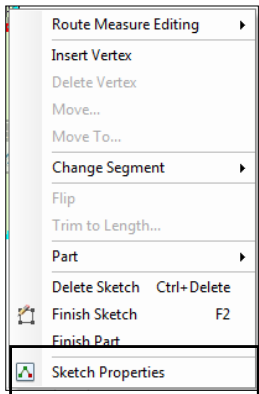 Route Measure Editing
Insert Vertex
Delete Vertex
Move...
Move To...
Change Segment
Flip
Trim to Length...
Part
Delete Sketch Ctrl+Delete
Finish Sketch F2
Finish Part
Sketch Properties